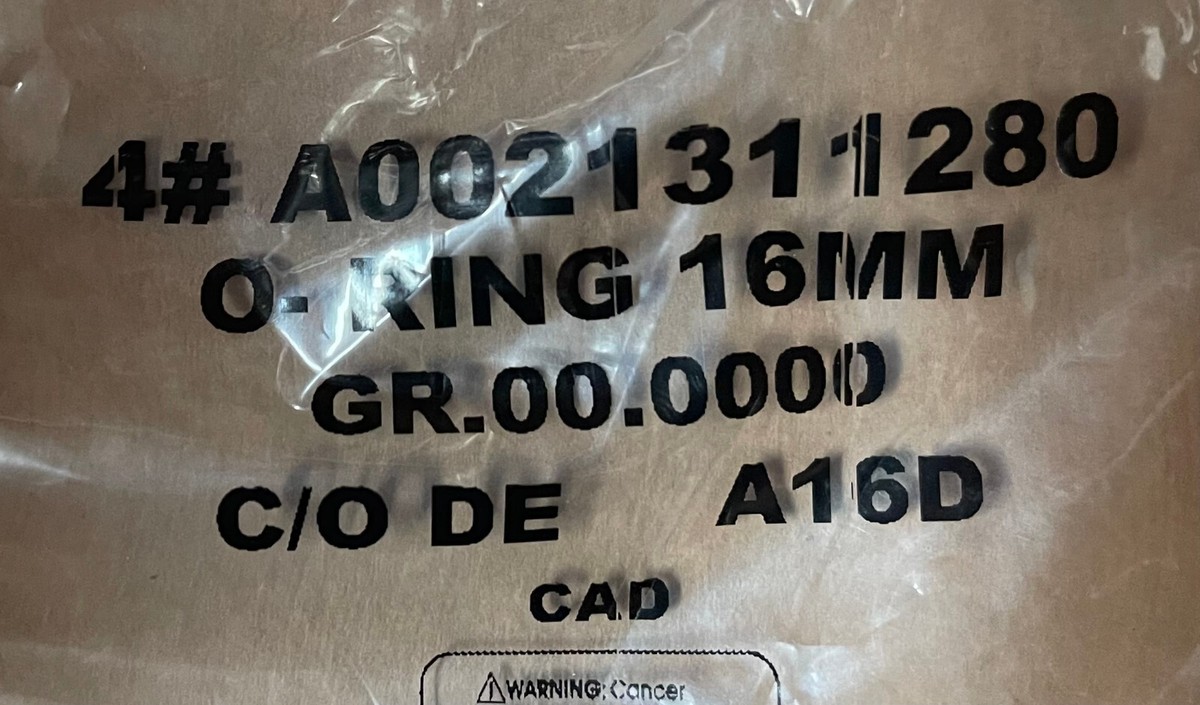 4# A0021311280
O- RING 16MM
GR.00.0000
C/O DE A16D
CAD
⚠WARNING: Cancer